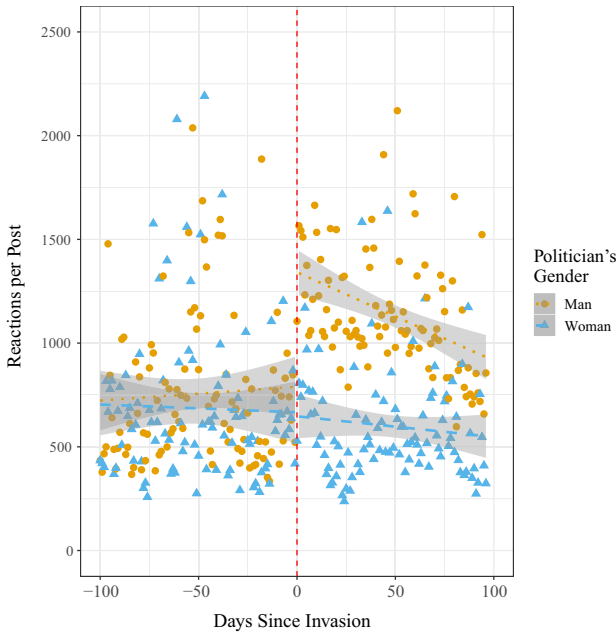 2500
2000
1500
1000
500
0
−100
−50
0
50
100
Reactions per Post
Days Since Invasion
Politician's
Gender
Man
Woman